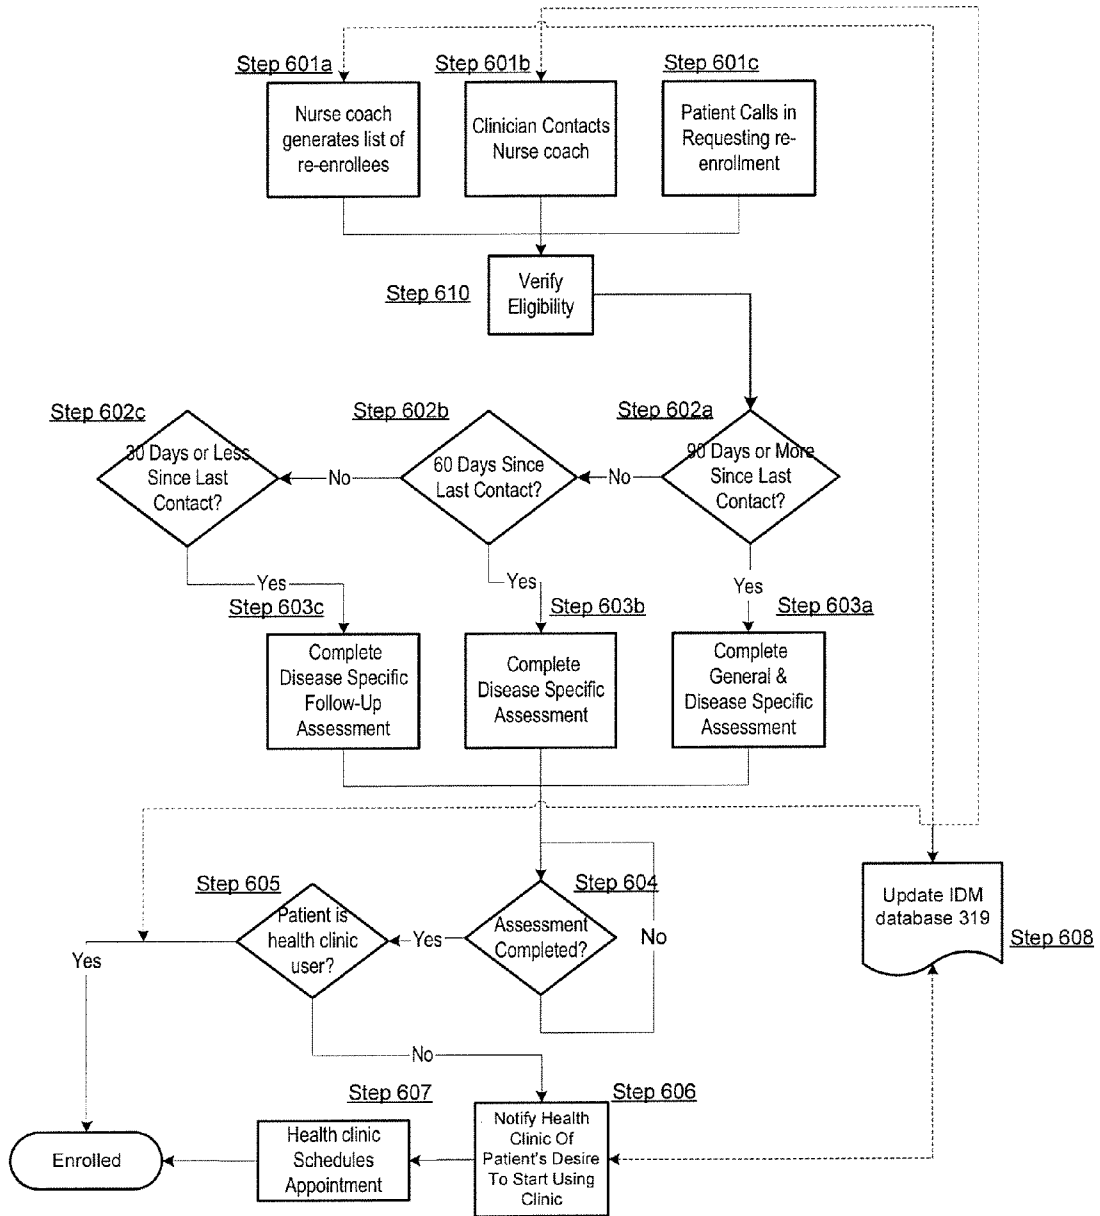 Step 601a
Step 601b
Step 601c
Nurse coach
generates list of
re-enrollees
Clinician Contacts
Nurse coach
Patient Calls in
Requesting re-
enrollment
Step 610
Verify
Eligibility
Step 602c
Step 602b
Step 602a
30 Days or Less
Since Last
Contact?
No
60 Days Since
Last Contact?
No
90 Days or More
Since Last
Contact?
Yes
Yes
Yes
Step 603c
Step 603b
Step 603a
Complete
Disease Specific
Follow-Up
Assessment
Complete
Disease Specific
Assessment
Complete
General &
Disease Specific
Assessment
Step 605
Step 604
Patient is
health clinic
user?
Yes
Assessment
Completed?
No
Yes
Update IDM
database 319
Step 608
No
Step 607
Step 606
Enrolled
Health clinic
Schedules
Appointment
Notify Health
Clinic Of
Patient's Desire
To Start Using
Clinic